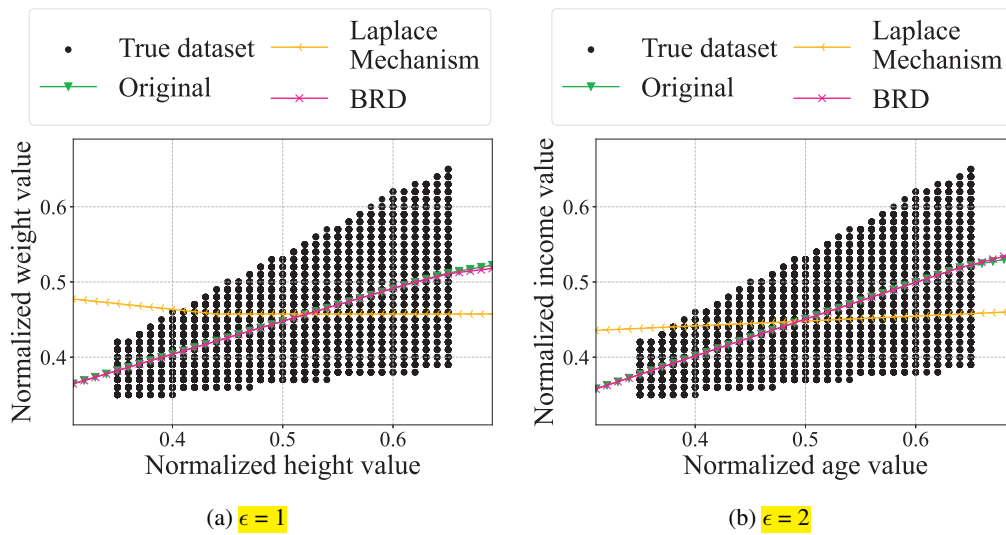 True dataset
Original
Laplace
Mechanism
BRD
Normalized weight value
0.6
0.5
0.4
0.4 0.5 0.6
Normalized height value
(a) ϵ = 1
True dataset
Original
Laplace
Mechanism
BRD
Normalized income value
0.6
0.5
0.4
0.4 0.5 0.6
Normalized age value
(b) ϵ = 2